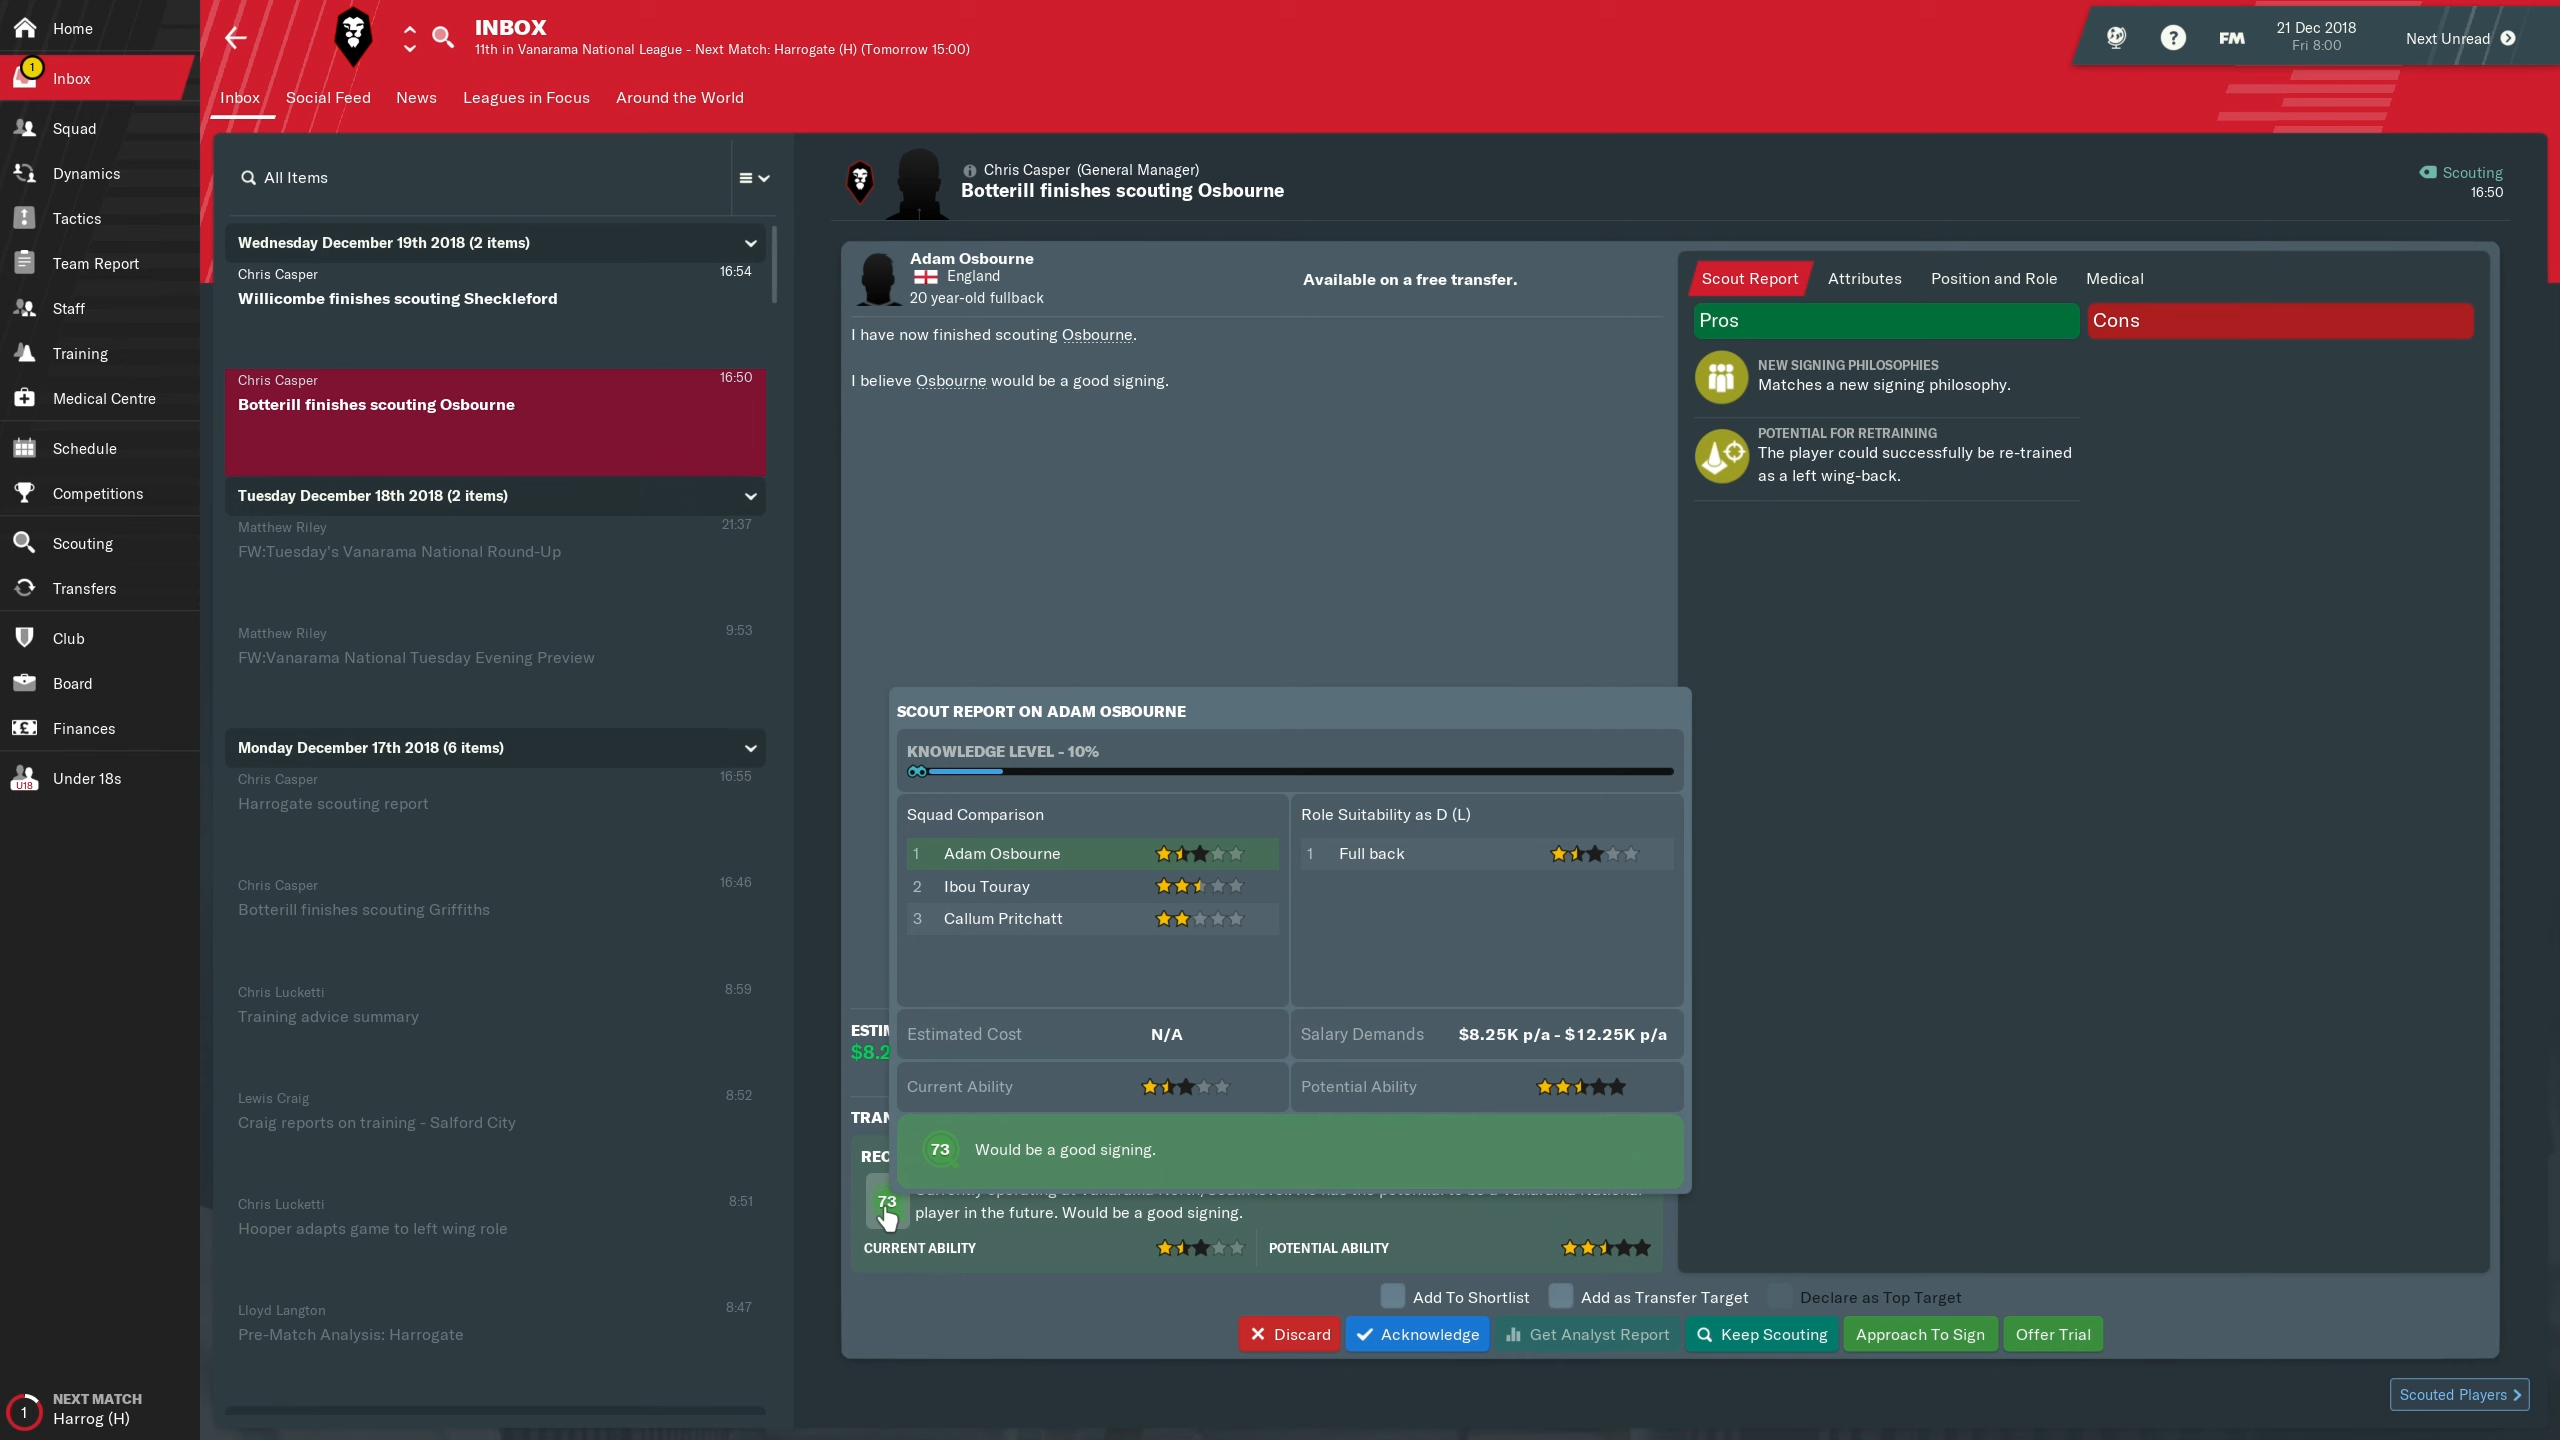 Home
1
Inbox
Squad
Dynamics
Tactics
Team Report
Staff
Training
Medical Centre
Schedule
Competitions
Scouting
Transfers
Club
Board
Finances
U18
Under 18s
NEXT MATCH
1
Harrog (H)
INBOX
11th in Vanarama National League - Next Match: Harrogate (H) (Tomorrow 15:00)
Inbox Social Feed News Leagues in Focus Around the World
?
FM
21 Dec 2018
Fri 8:00
Next Unread
All Items
Wednesday December 19th 2018 (2 items)
Chris Casper 16:54
Willicombe finishes scouting Sheckleford
Chris Casper 16:50
Botterill finishes scouting Osbourne
Tuesday December 18th 2018 (2 items)
Matthew Riley 21:37
FW:Tuesday's Vanarama National Round-Up
Matthew Riley 9:53
FW:Vanarama National Tuesday Evening Preview
Monday December 17th 2018 (6 items)
Chris Casper 16:55
Harrogate scouting report
Chris Casper 16:46
Botterill finishes scouting Griffiths
Chris Lucketti 8:59
Training advice summary
Lewis Craig 8:52
Craig reports on training - Salford City
Chris Lucketti 8:51
Hooper adapts game to left wing role
Lloyd Langton 8:47
Pre-Match Analysis: Harrogate
Chris Casper (General Manager)
Botterill finishes scouting Osbourne
Scouting
16:50
Adam Osbourne
England
20 year-old fullback
Available on a free transfer.
I have now finished scouting Osbourne.
I believe Osbourne would be a good signing.
Scout Report Attributes Position and Role Medical
Pros Cons
NEW SIGNING PHILOSOPHIES
Matches a new signing philosophy.
POTENTIAL FOR RETRAINING
The player could successfully be re-trained
as a left wing-back.
SCOUT REPORT ON ADAM OSBOURNE
KNOWLEDGE LEVEL - 10%
Squad Comparison
1 Adam Osbourne
2 Ibou Touray
3 Callum Pritchatt
Role Suitability as D (L)
1 Full back
Estimated Cost N/A
Salary Demands $8.25K p/a - $12.25K p/a
Current Ability
Potential Ability
73 Would be a good signing.
ESTIM
$8.2
TRAN
REC
73
player in the future. Would be a good signing.
CURRENT ABILITY
POTENTIAL ABILITY
Add To Shortlist Add as Transfer Target Declare as Top Target
Discard Acknowledge Get Analyst Report Keep Scouting Approach To Sign Offer Trial
Scouted Players